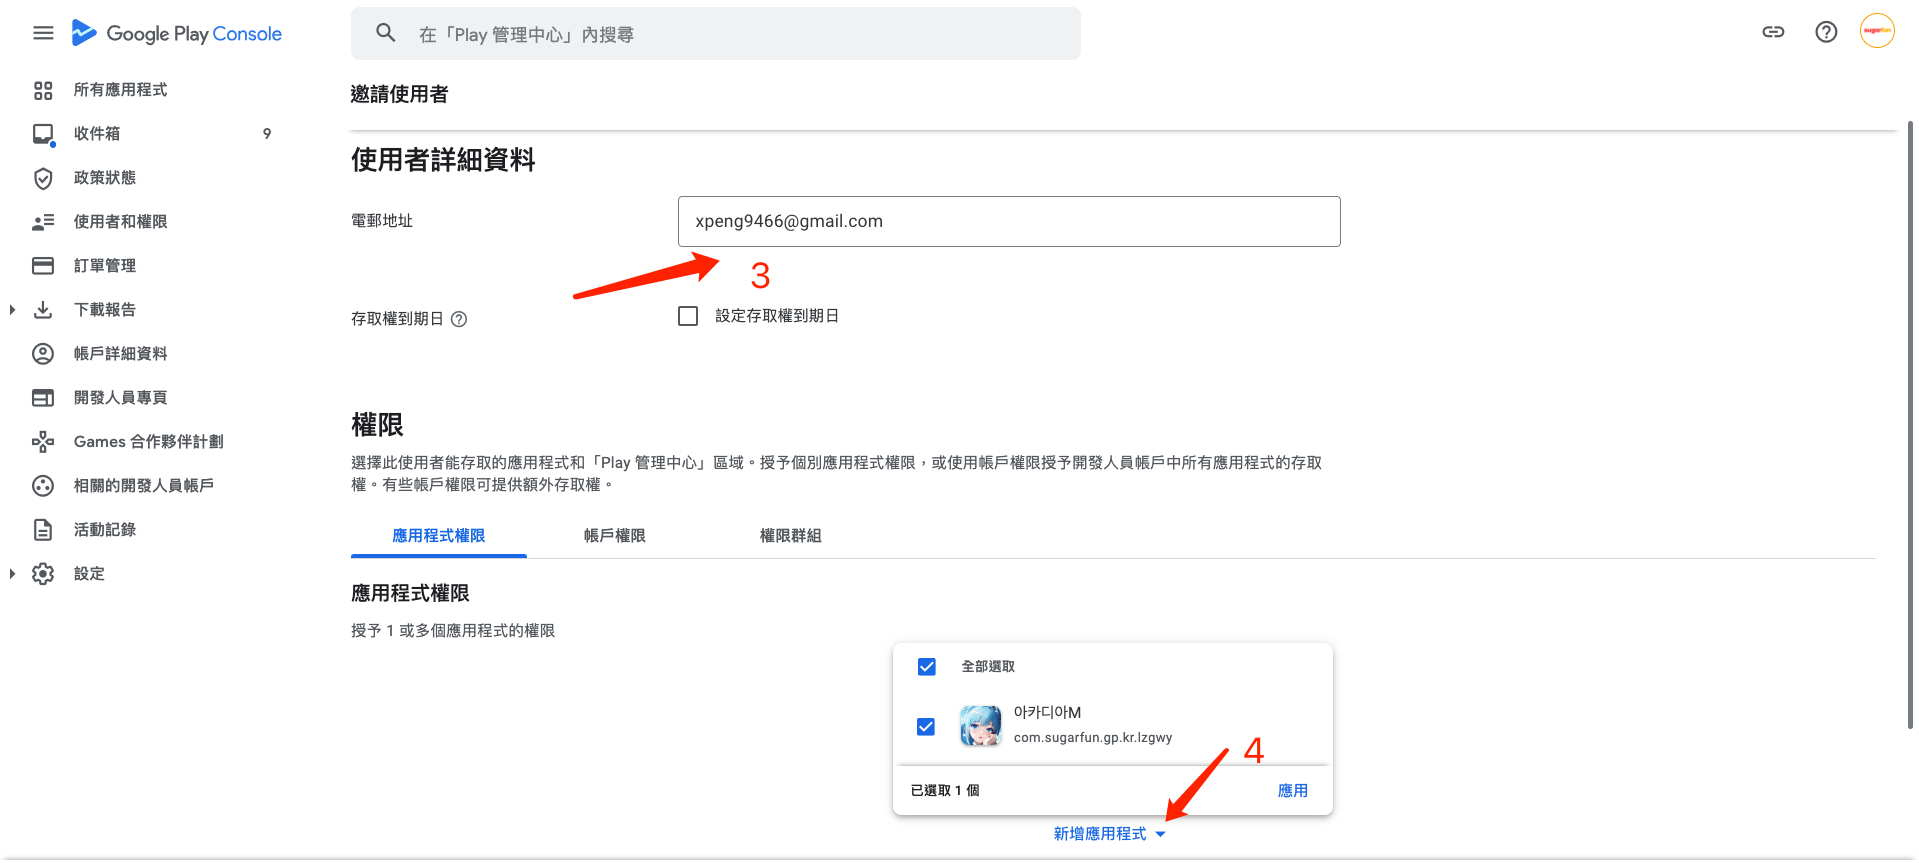 Google Play Console
在「Play 管理中心」內搜尋
sugarfun
所有應用程式
收件箱 9
政策狀態
使用者和權限
訂單管理
下載報告
帳戶詳細資料
開發人員專頁
Games 合作夥伴計劃
相關的開發人員帳戶
活動記錄
設定
邀請使用者
使用者詳細資料
電郵地址
xpeng9466@gmail.com
3
存取權到期日
設定存取權到期日
權限
選擇此使用者能存取的應用程式和「Play 管理中心」區域。授予個別應用程式權限，或使用帳戶權限授予開發人員帳戶中所有應用程式的存取
權。有些帳戶權限可提供額外存取權。
應用程式權限 帳戶權限 權限群組
應用程式權限
授予 1 或多個應用程式的權限
全部選取
아카디아M
com.sugarfun.gp.kr.lzgwy
4
已選取 1 個 應用
新增應用程式